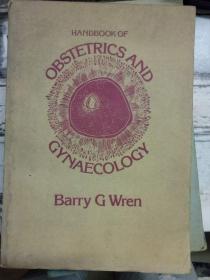 HANDBOOK OF
OBSTETRICS AND
GYNAECOLOGY
Barry G Wren